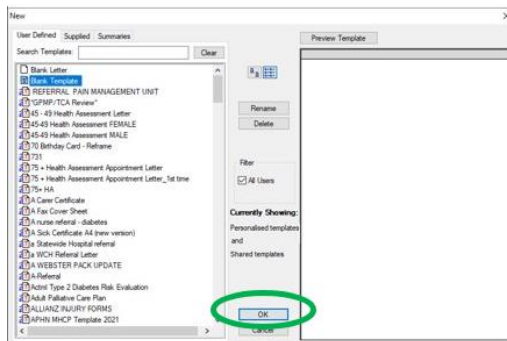 New
User Defined Supplied Summaries
Preview Template
Search Templates:
Clear
Blank Letter
Blank Template
REFERRAL PAIN MANAGEMENT UNIT
"GPMP/TCA Review"
45 - 49 Health Assessment Letter
45-49 Health Assessment FEMALE
45-49 Health Assessment MALE
70 Birthday Card - Reframe
731
75 + Health Assessment Appointment Letter
75 + Health Assessment Appointment Letter_1st time
75+ HA
A Carer Certificate
A Fax Cover Sheet
A nurse referral - diabetes
A Sick Certificate A4 (new version)
a Statewide Hospital referral
a WCH Referral Letter
A WEBSTER PACK UPDATE
A-Referral
Actml Type 2 Diabetes Risk Evaluation
Adult Palliative Care Plan
ALLIANZ INJURY FORMS
APHN MHCP Template 2021
Rename
Delete
Filter
All Users
Currently Showing:
Personalised templates
and
Shared templates
OK
Cancel